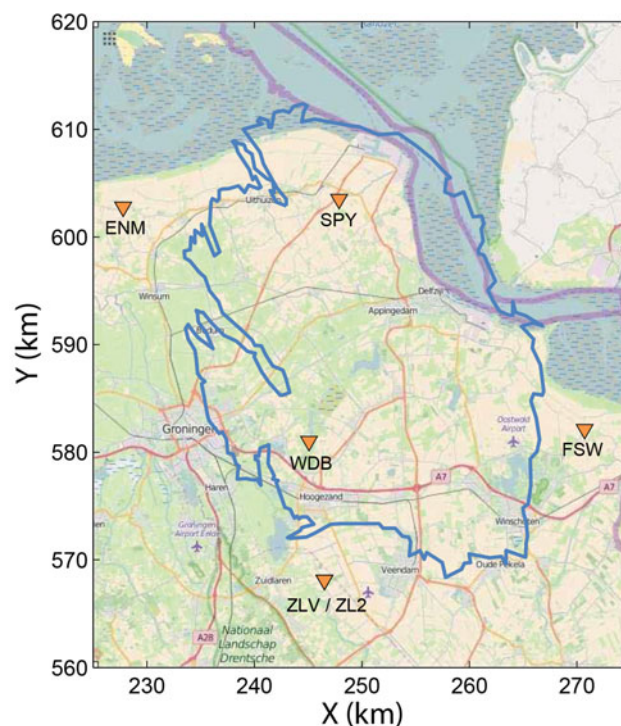 620
610
600
590
580
570
560
Y (km)
ENM
SPY
Uithuizen
Winsum
Delfzijl
Appingedam
Bedum
Groningen
Oostwold
Airport
FSW
WDB
A7
A7
Haren
Hoogezand
Winschoten
Groningen
Airport Eelde
Zuidlaren
Veendam
Oude Pekela
ZLV / ZL2
A28
Nationaal
Landschap
Drentsche
230
240
250
260
270
X (km)